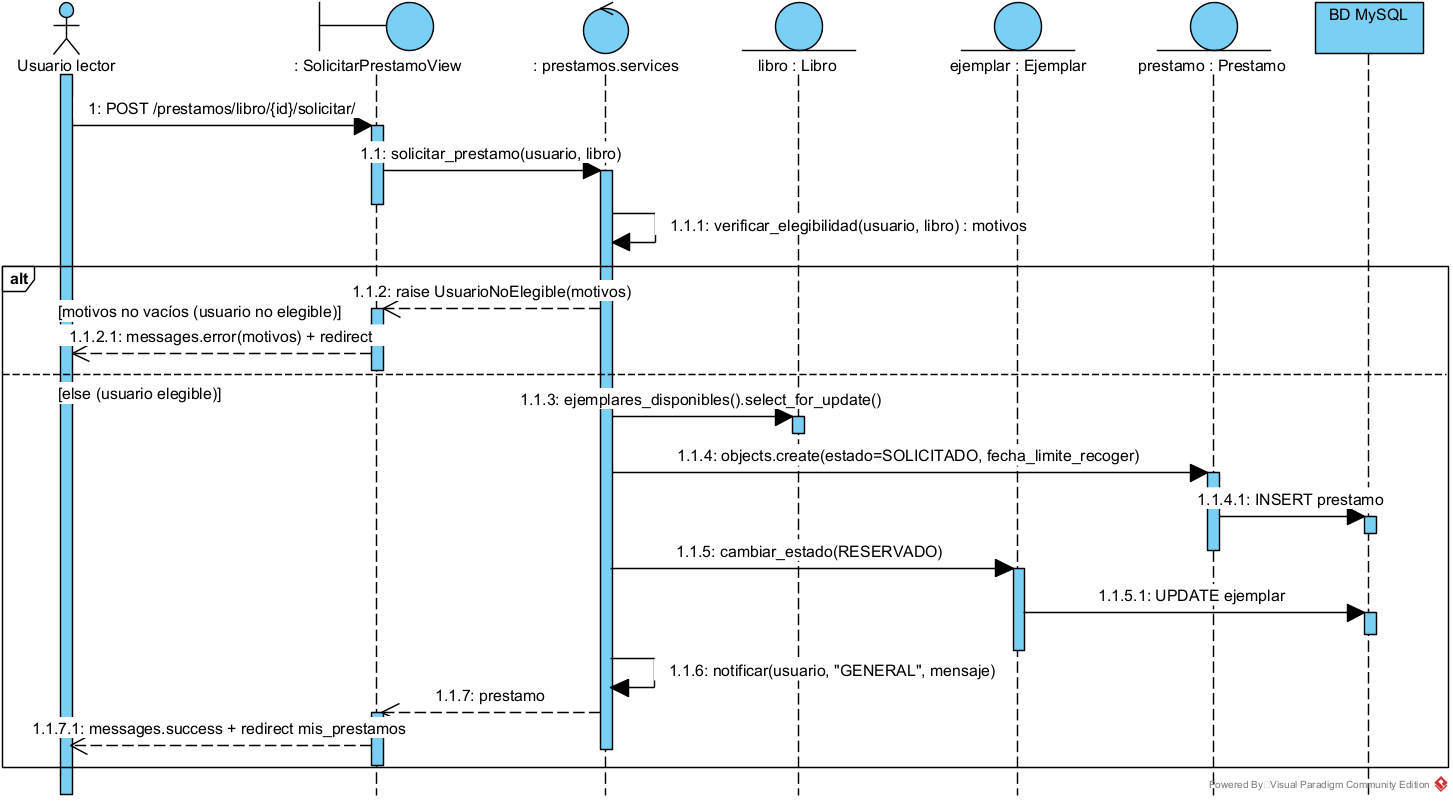 Usuario lector
: SolicitarPrestamoView
: prestamos.services
libro : Libro
ejemplar : Ejemplar
prestamo : Prestamo
BD MySQL
1: POST /prestamos/libro/{id}/solicitar/
1.1: solicitar_prestamo(usuario, libro)
1.1.1: verificar_elegibilidad(usuario, libro) : motivos
alt
1.1.2: raise UsuarioNoElegible(motivos)
[motivos no vacíos (usuario no elegible)]
1.1.2.1: messages.error(motivos) + redirect
[else (usuario elegible)]
1.1.3: ejemplares_disponibles().select_for_update()
1.1.4: objects.create(estado=SOLICITADO, fecha_limite_recoger)
1.1.4.1: INSERT prestamo
1.1.5: cambiar_estado(RESERVADO)
1.1.5.1: UPDATE ejemplar
1.1.6: notificar(usuario, "GENERAL", mensaje)
1.1.7: prestamo
1.1.7.1: messages.success + redirect mis_prestamos
Powered By Visual Paradigm Community Edition